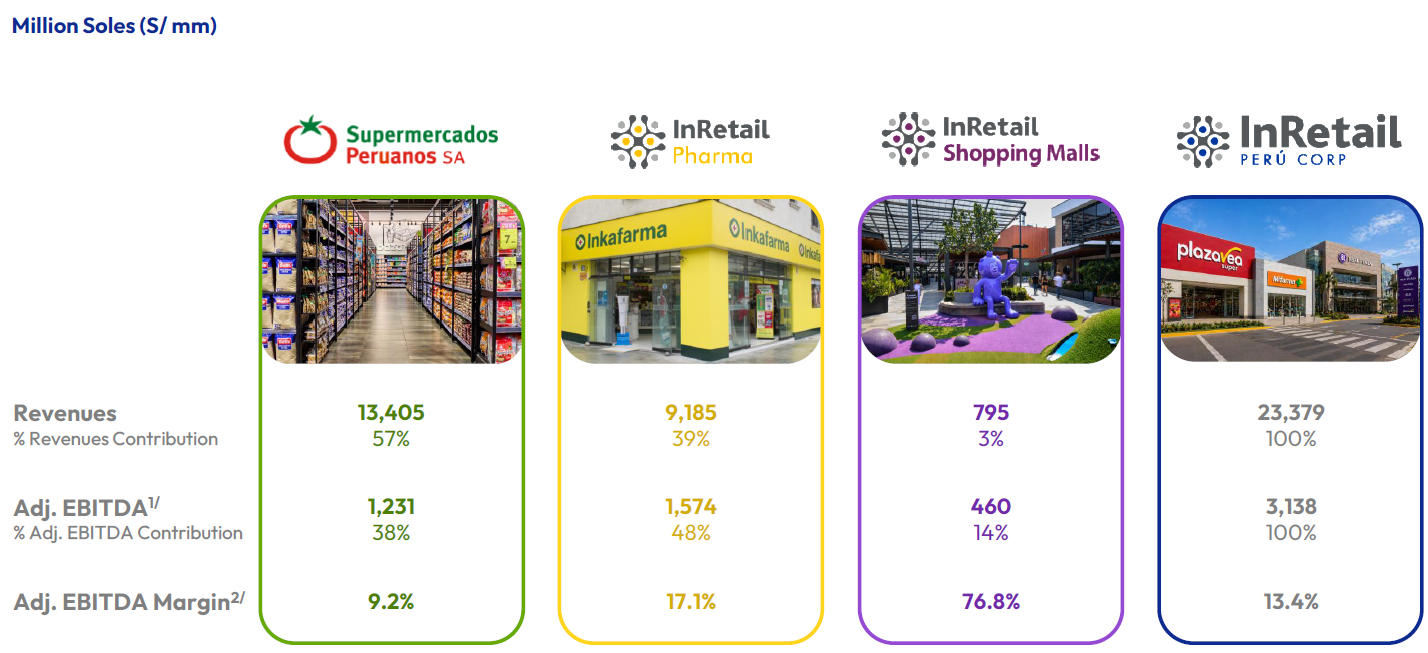 Million Soles (S/ mm)
Supermercados
Peruanos SA
InRetail
Pharma
InRetail
Shopping Malls
InRetail
PERÚ CORP
7
Inkafarma
Inkafarma
plazavea
super
Mifarma
Revenues
13,405
9,185
795
23,379
% Revenues Contribution
57%
39%
3%
100%
Adj. EBITDA1/
1,231
1,574
460
3,138
% Adj. EBITDA Contribution
38%
48%
14%
100%
Adj. EBITDA Margin2/
9.2%
17.1%
76.8%
13.4%